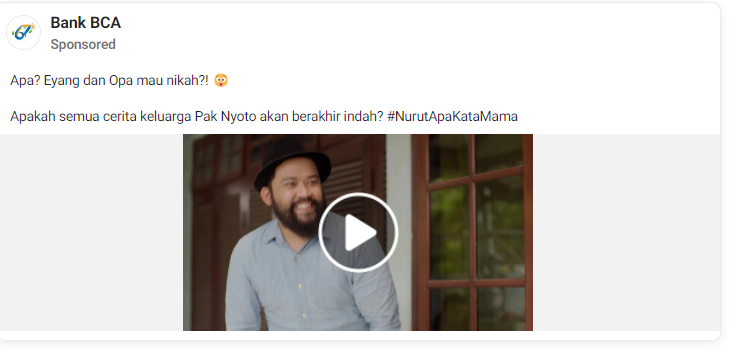 Bank BCA
Sponsored
Apa? Eyang dan Opa mau nikah?! 😱
Apakah semua cerita keluarga Pak Nyoto akan berakhir indah? #NurutApaKataMama